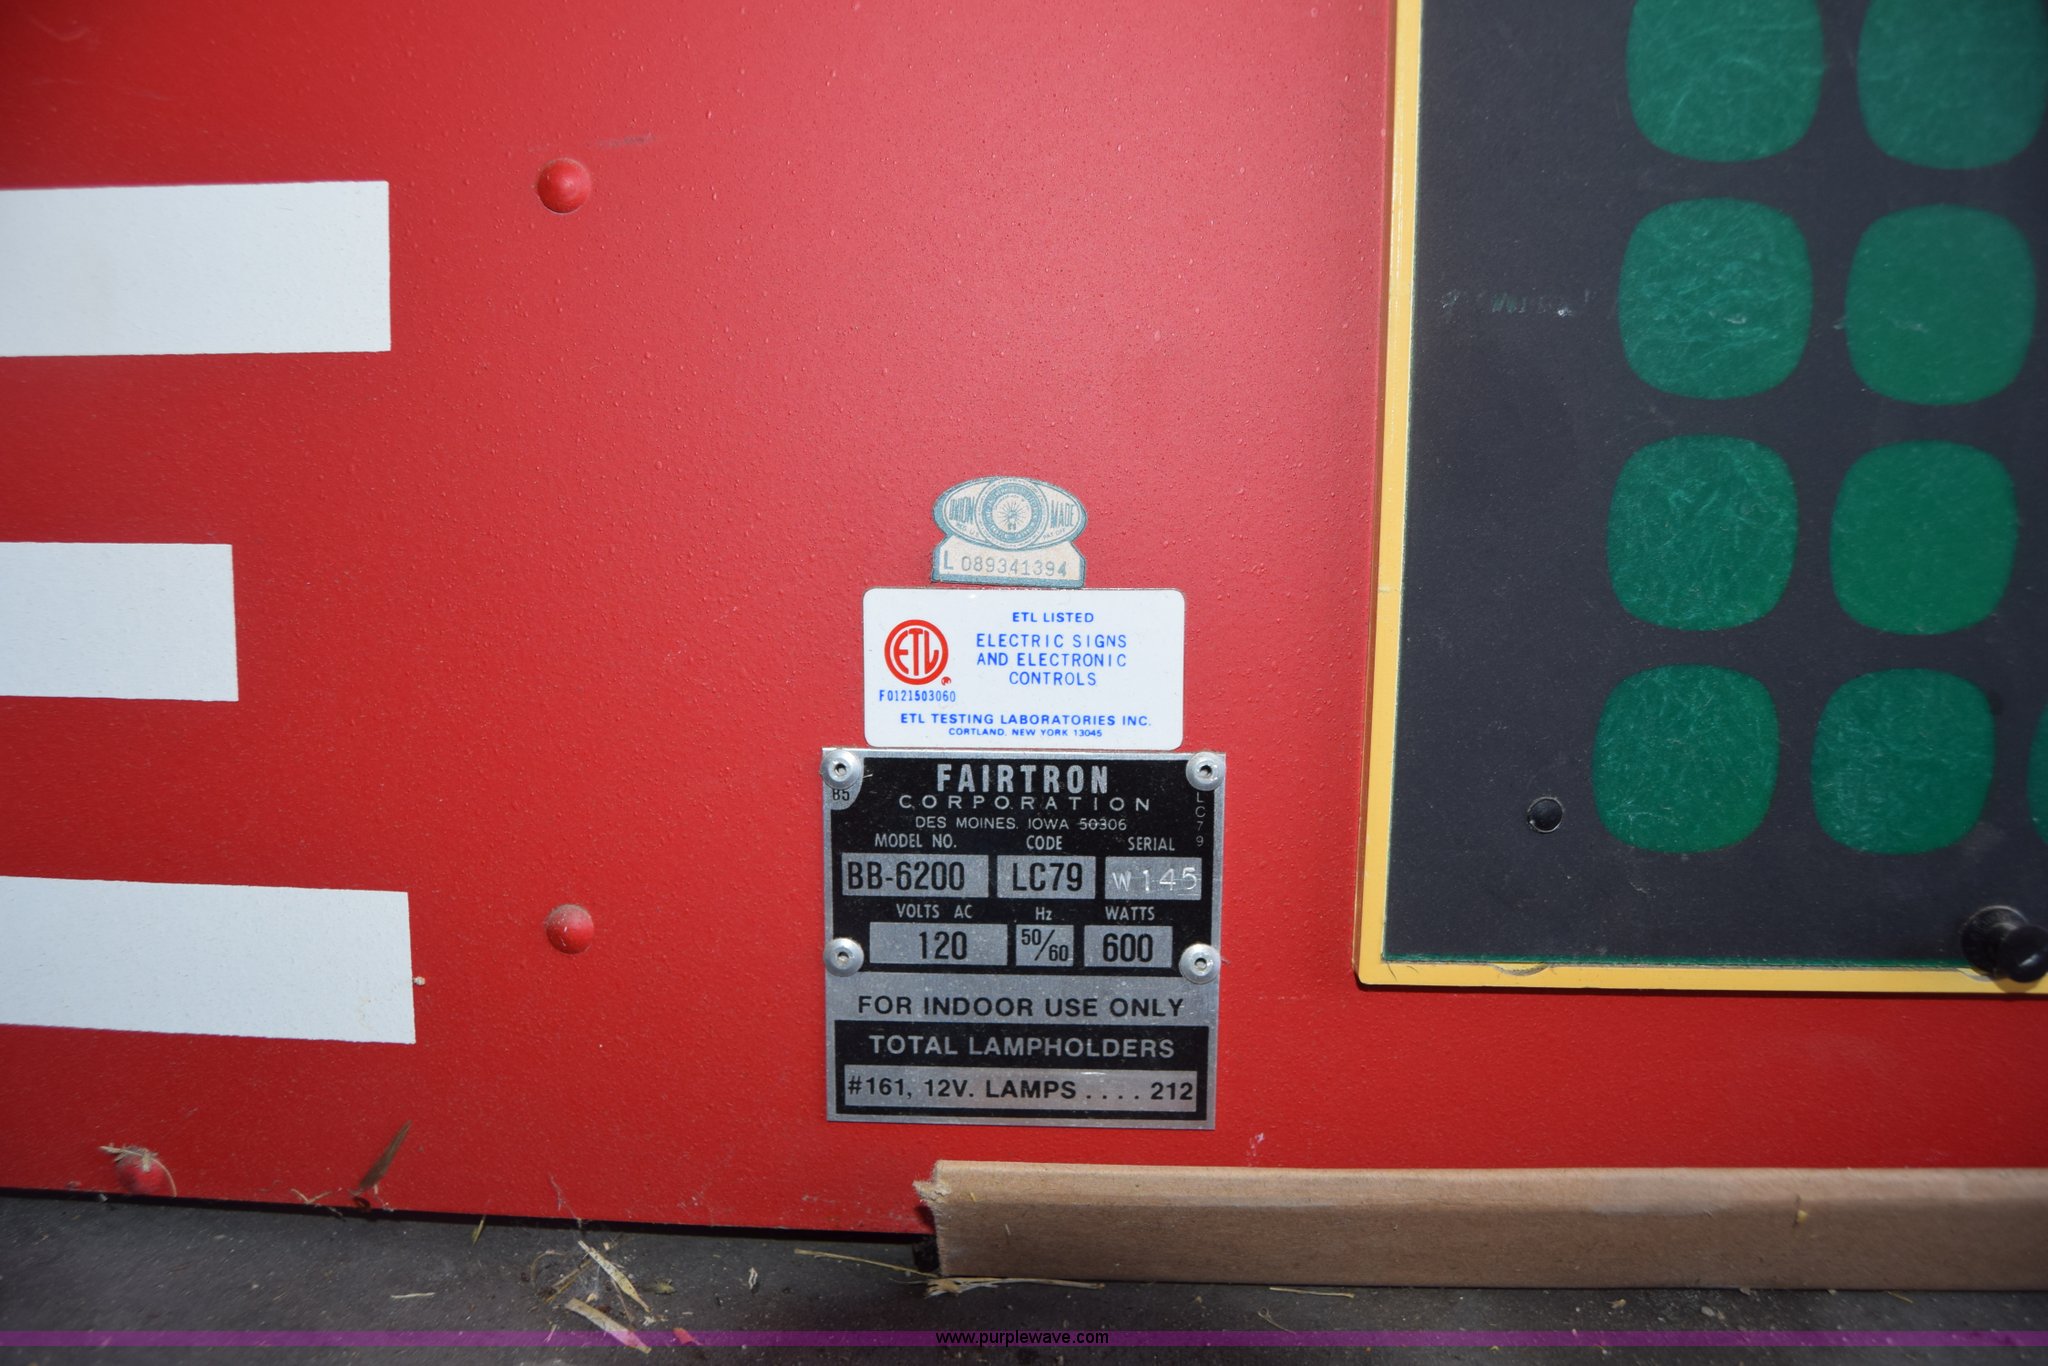 UNION MADE
L 089341394
ETL LISTED
ELECTRIC SIGNS
AND ELECTRONIC
CONTROLS
ETL
F0121503060
ETL TESTING LABORATORIES INC.
CORTLAND, NEW YORK 13045
FAIRTRON
CORPORATION
DES MOINES, IOWA 50306
B5
LC79
MODEL NO. CODE SERIAL
BB-6200 LC79 W145
VOLTS AC Hz WATTS
120 50/60 600
FOR INDOOR USE ONLY
TOTAL LAMPHOLDERS
#161, 12V. LAMPS .... 212
www.purplewave.com